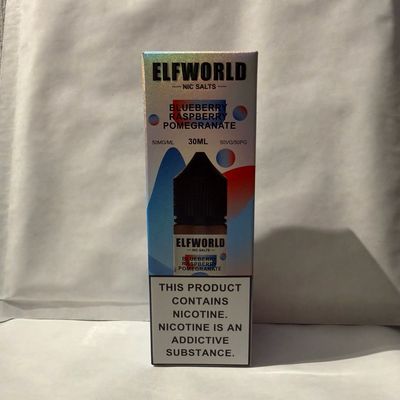 ELFWORLD
NIC SALTS
BLUEBERRY
RASPBERRY
POMEGRANATE
50MG/ML 30ML 50VG/50PG
ELFWORLD
NIC SALTS
BLUEBERRY
RASPBERRY
POMEGRANATE
THIS PRODUCT
CONTAINS
NICOTINE.
NICOTINE IS AN
ADDICTIVE
SUBSTANCE.